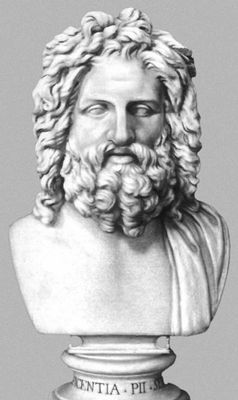 ICENTIA · PII ·